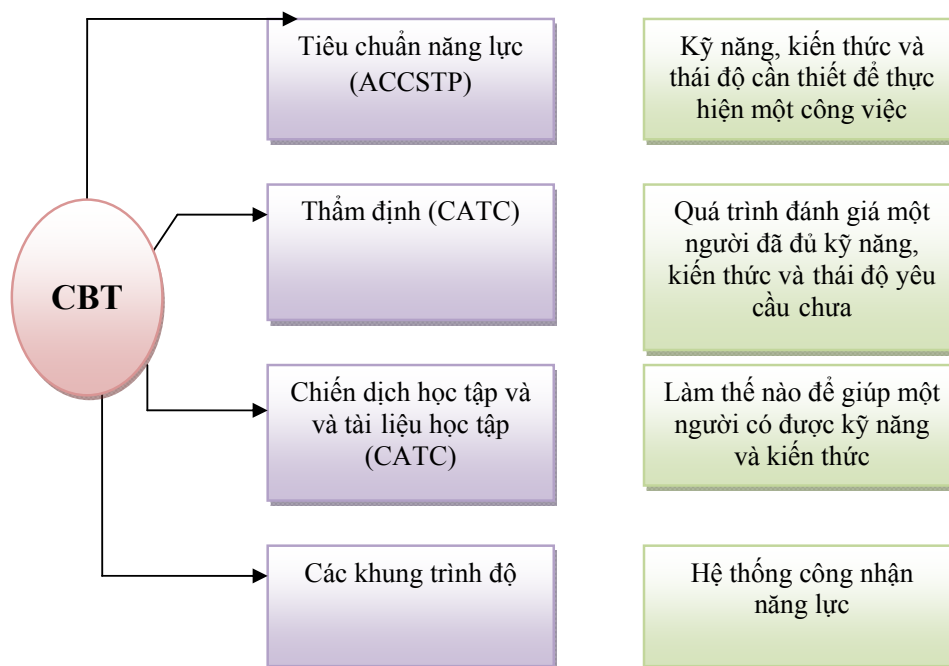 CBT
Tiêu chuẩn năng lực
(ACCSTP)
Kỹ năng, kiến thức và
thái độ cần thiết để thực
hiện một công việc
Thẩm định (CATC)
Quá trình đánh giá một
người đã đủ kỹ năng,
kiến thức và thái độ yêu
cầu chưa
Chiến dịch học tập và
và tài liệu học tập
(CATC)
Làm thế nào để giúp một
người có được kỹ năng
và kiến thức
Các khung trình độ
Hệ thống công nhận
năng lực